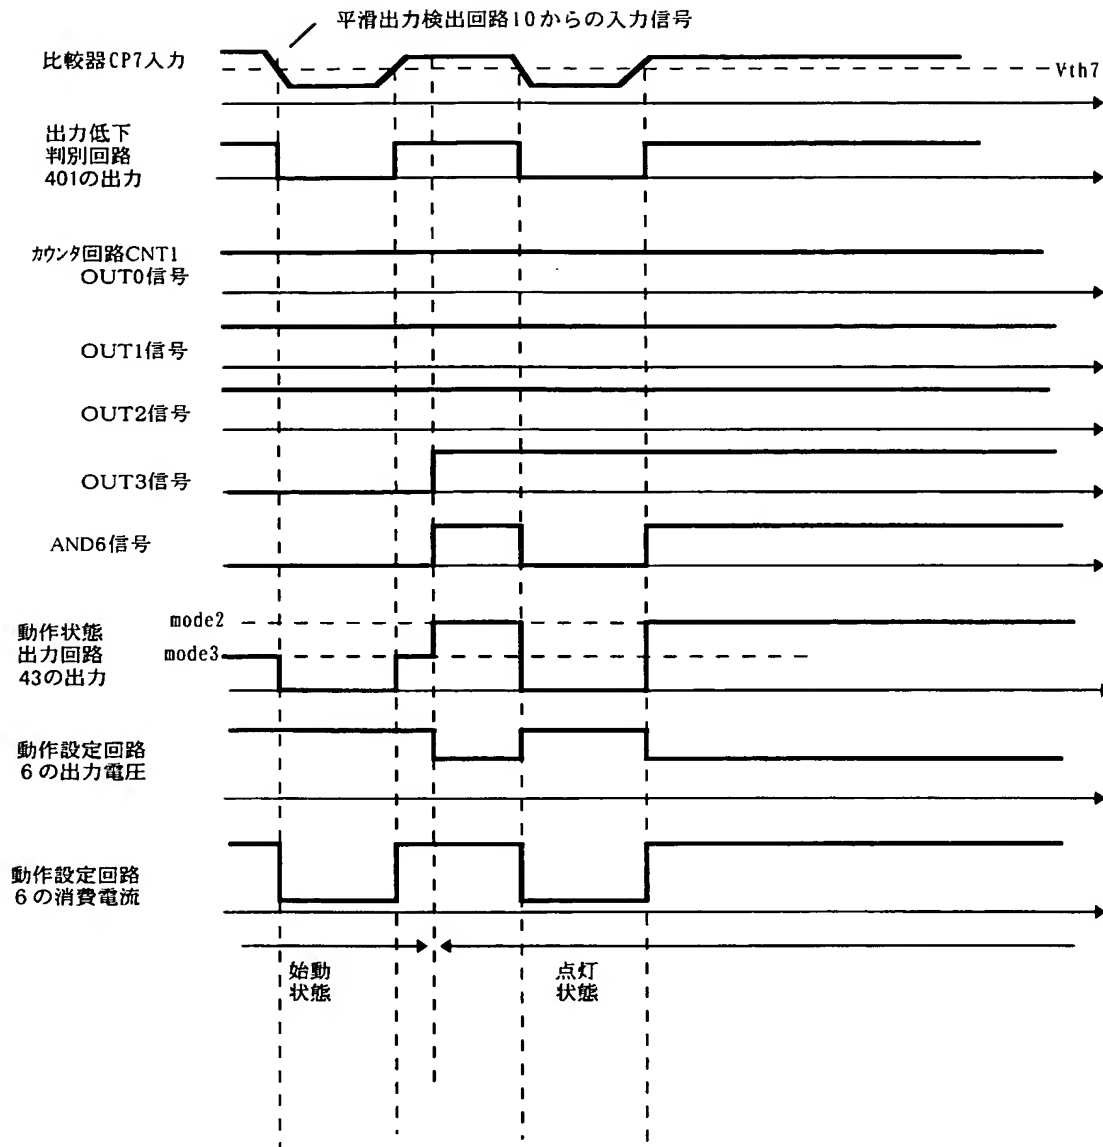 平滑出力検出回路10からの入力信号
比較器CP7入力
Vth7
出力低下
判別回路
401の出力
カウンタ回路CNT1
OUT0信号
OUT1信号
OUT2信号
OUT3信号
AND6信号
mode2
動作状態
出力回路
43の出力
mode3
動作設定回路
6の出力電圧
動作設定回路
6の消費電流
始動
状態
点灯
状態